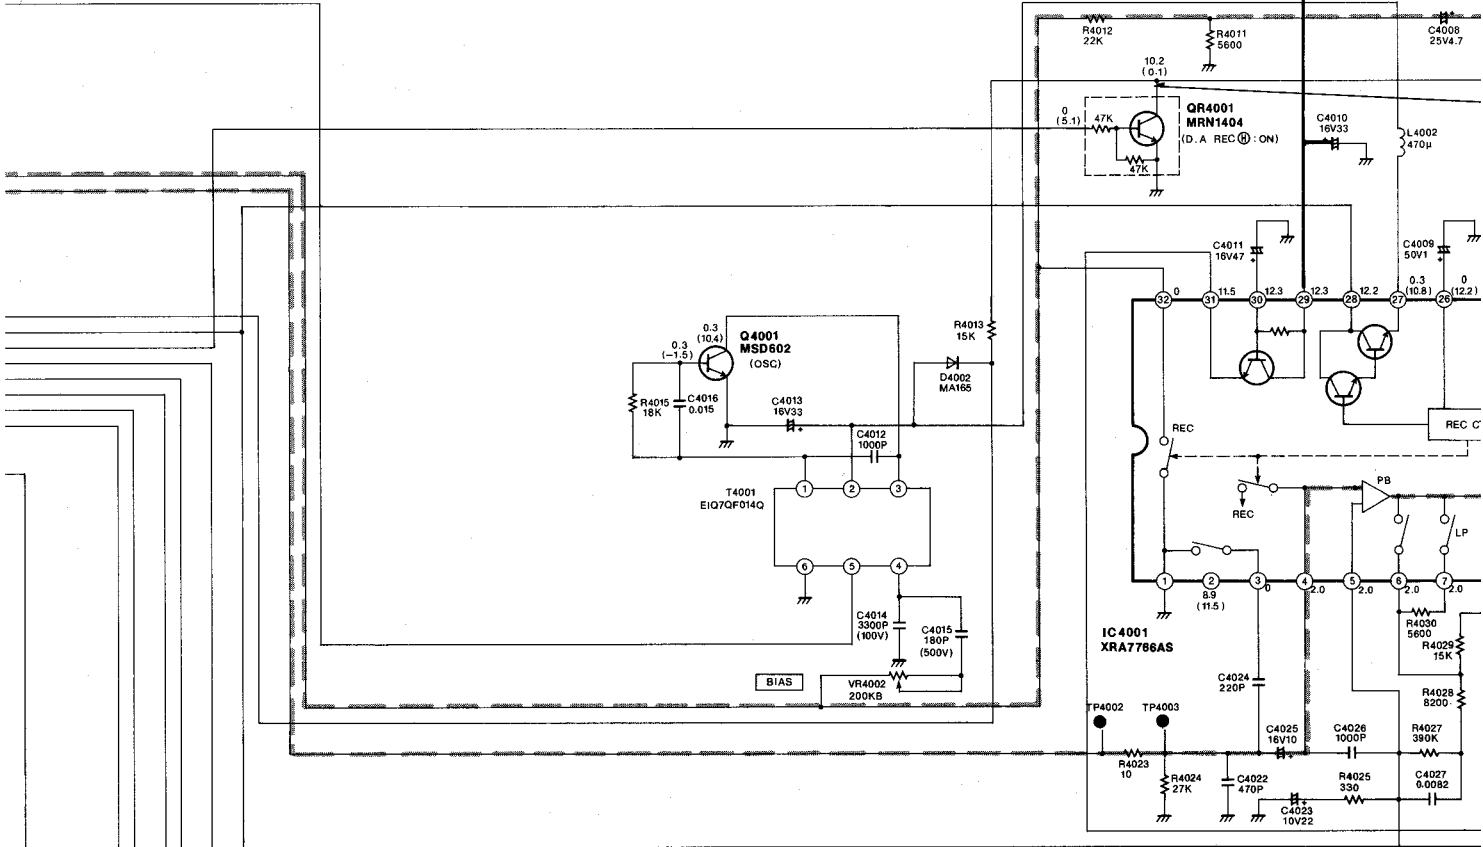 R4012
22K
R4011
5600
C4008
25V4.7
10.2
(0.1)
0
(5.1)
47K
47K
QR4001
MRN1404
(D.A REC Ⓗ : ON)
C4010
16V33
+
L4002
470μ
C4011
16V47
+
C4009
50V1
+
32
0
31
11.5
30
12.3
29
12.3
28
12.2
27
0.3
(10.8)
26
0
(12.2)
0.3
(10.4)
0.3
(-1.5)
Q4001
MSD602
(OSC)
R4013
15K
D4002
MA165
R4015
18K
C4016
0.015
C4013
16V33
+
C4012
1000P
REC
REC
REC C
PB
LP
T4001
EIQ7QF014Q
1
2
3
6
5
4
C4014
3300P
(100V)
C4015
180P
(500V)
BIAS
VR4002
200KB
1
2
8.9
(11.5)
3
0
4
2.0
5
2.0
6
2.0
7
2.0
IC4001
XRA7766AS
R4030
5600
R4029
15K
R4028
8200
C4024
220P
TP4002
TP4003
R4023
10
R4024
27K
C4022
470P
C4025
16V10
+
C4026
1000P
R4027
390K
R4025
330
C4027
0.0082
C4023
10V22
+